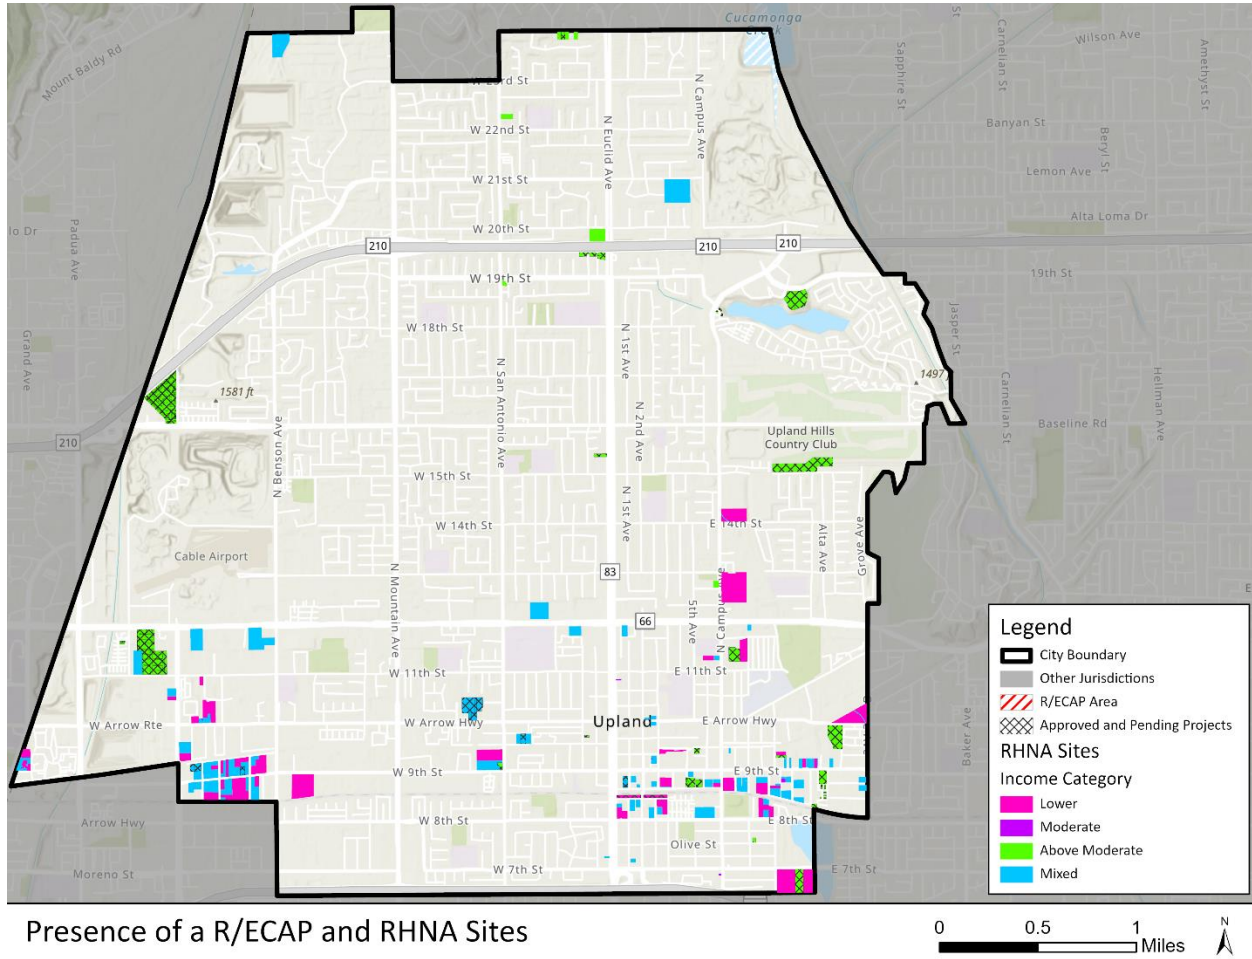 Cucamonga
Creek
Mount Baldy Rd
Sapphire St
St
Carnelian St
Wilson Ave
Amethyst St
W 23rd St
N Campus Ave
W 22nd St
N Euclid Ave
Banyan St
Beryl St
Lemon Ave
W 21st St
Alta Loma Dr
lo Dr
Padua Ave
W 20th St
210
210
210
W 19th St
19th St
Grand Ave
W 18th St
N 1st Ave
Jasper St
1497
1581 ft
N San Antonio Ave
N 2nd Ave
Carnelian St
Hellman Ave
210
N Benson Ave
Upland Hills
Country Club
Baseline Rd
W 15th St
N 1st Ave
W 14th St
E 14th St
Alta Ave
Grove Ave
Cable Airport
N Mountain Ave
83
5th Ave
N Campus Ave
66
E
W 11th St
E 11th St
W Arrow Rte
W Arrow Hwy
Upland
E Arrow Hwy
Baker Ave
W 9th St
E 9th St
Arrow Hwy
W 8th St
E 8th St
Olive St
Moreno St
W 7th St
E 7th St
Legend
City Boundary
Other Jurisdictions
R/ECAP Area
Approved and Pending Projects
RHNA Sites
Income Category
Lower
Moderate
Above Moderate
Mixed
Presence of a R/ECAP and RHNA Sites
0 0.5 1
Miles
N